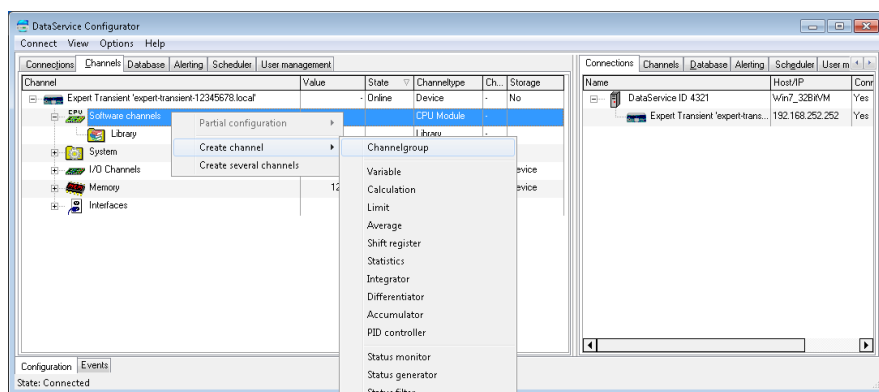 DataService Configurator
Connect View Options Help
Connections Channels Database Alerting Scheduler User management
Channel Value State Channeltype Ch... Storage
Expert Transient 'expert-transient-12345678.local' - Online Device - No
Software channels CPU Module -
Library Library -
System
I/O Channels evice
Memory 12 evice
Interfaces
Partial configuration
Create channel
Create several channels
Channelgroup
Variable
Calculation
Limit
Average
Shift register
Statistics
Integrator
Differentiator
Accumulator
PID controller
Status monitor
Status generator
Status filter
Connections Channels Database Alerting Scheduler User m
Name Host/IP Conr
DataService ID 4321 Win7_32BitVM Yes
Expert Transient 'expert-trans... 192.168.252.252 Yes
Configuration Events
State: Connected